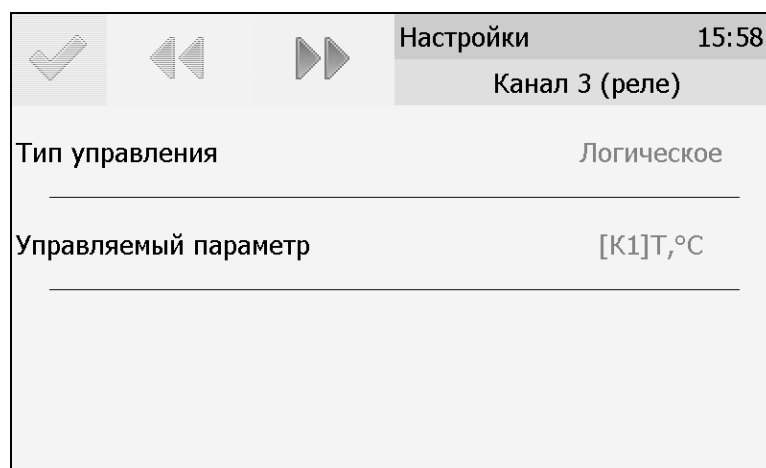 Настройки 15:58
Канал 3 (реле)
Тип управления Логическое
Управляемый параметр [К1]Т,°С